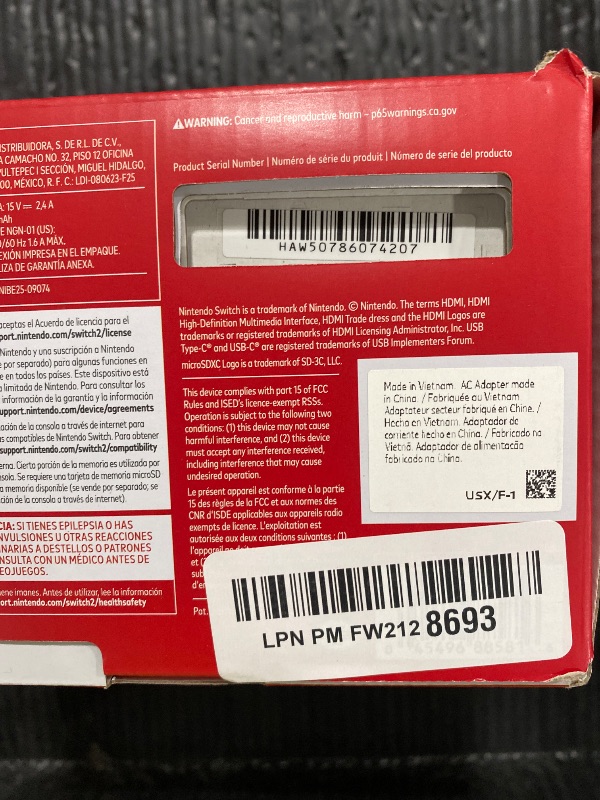 STRIBUIDORA, S. DE R.L. DE C.V.,
A CAMACHO NO. 32, PISO 12 OFICINA
PULTEPEC I SECCIÓN, MIGUEL HIDALGO,
00, MÉXICO, R. F. C.: LDI-080623-F25
A: 15 V⎓ 2,4 A
mAh
E NGN-01 (US):
0/60 Hz 1.6 A MÁX.
EXIÓN IMPRESA EN EL EMPAQUE.
LIZA DE GARANTÍA ANEXA.
NIBE25-09074
aceptas el Acuerdo de licencia para el
port.nintendo.com/switch2/license
Nintendo y una suscripción a Nintendo
e por separado) para algunas funciones en
e en todos los países. Este dispositivo está
a limitada de Nintendo. Para consultar los
información de la garantía y la información
support.nintendo.com/device/agreements
ación de la consola a través de internet para
s compatibles de Nintendo Switch. Para obtener
support.nintendo.com/switch2/compatibility
erna. Cierta porción de la memoria es utilizada por
nsola. Se requiere una tarjeta de memoria microSD
a memoria disponible (se vende por separado; se
ción de la consola a través de internet).
CIA: SI TIENES EPILEPSIA O HAS
NVULSIONES U OTRAS REACCIONES
NARIAS A DESTELLOS O PATRONES
NSULTA CON UN MÉDICO ANTES DE
EOJUEGOS.
ene imanes. Antes de utilizar, lee la información
ort.nintendo.com/switch2/healthsafety
⚠WARNING: Cancer and reproductive harm – p65warnings.ca.gov
Product Serial Number | Numéro de série du produit | Número de serie del producto
HAW50786074207
Nintendo Switch is a trademark of Nintendo. © Nintendo. The terms HDMI, HDMI
High-Definition Multimedia Interface, HDMI Trade dress and the HDMI Logos are
trademarks or registered trademarks of HDMI Licensing Administrator, Inc. USB
Type-C® and USB-C® are registered trademarks of USB Implementers Forum.
microSDXC Logo is a trademark of SD-3C, LLC.
This device complies with part 15 of FCC
Rules and ISED's licence-exempt RSSs.
Operation is subject to the following two
conditions: (1) this device may not cause
harmful interference, and (2) this device
must accept any interference received,
including interference that may cause
undesired operation.
Le présent appareil est conforme à la partie
15 des règles de la FCC et aux normes des
CNR d'ISDE applicables aux appareils radio
exempts de licence. L'exploitation est
autorisée aux deux conditions suivantes : (1)
l'appareil
et (
Made in Vietnam. AC Adapter made
in China. / Fabriquée au Vietnam.
Adaptateur secteur fabriqué en Chine. /
Hecho en Vietnam. Adaptador de
corriente hecho en China. / Fabricado no
Vietnã. Adaptador de alimentação
fabricado na China.
USX/F-1
LPN PM FW212 8693